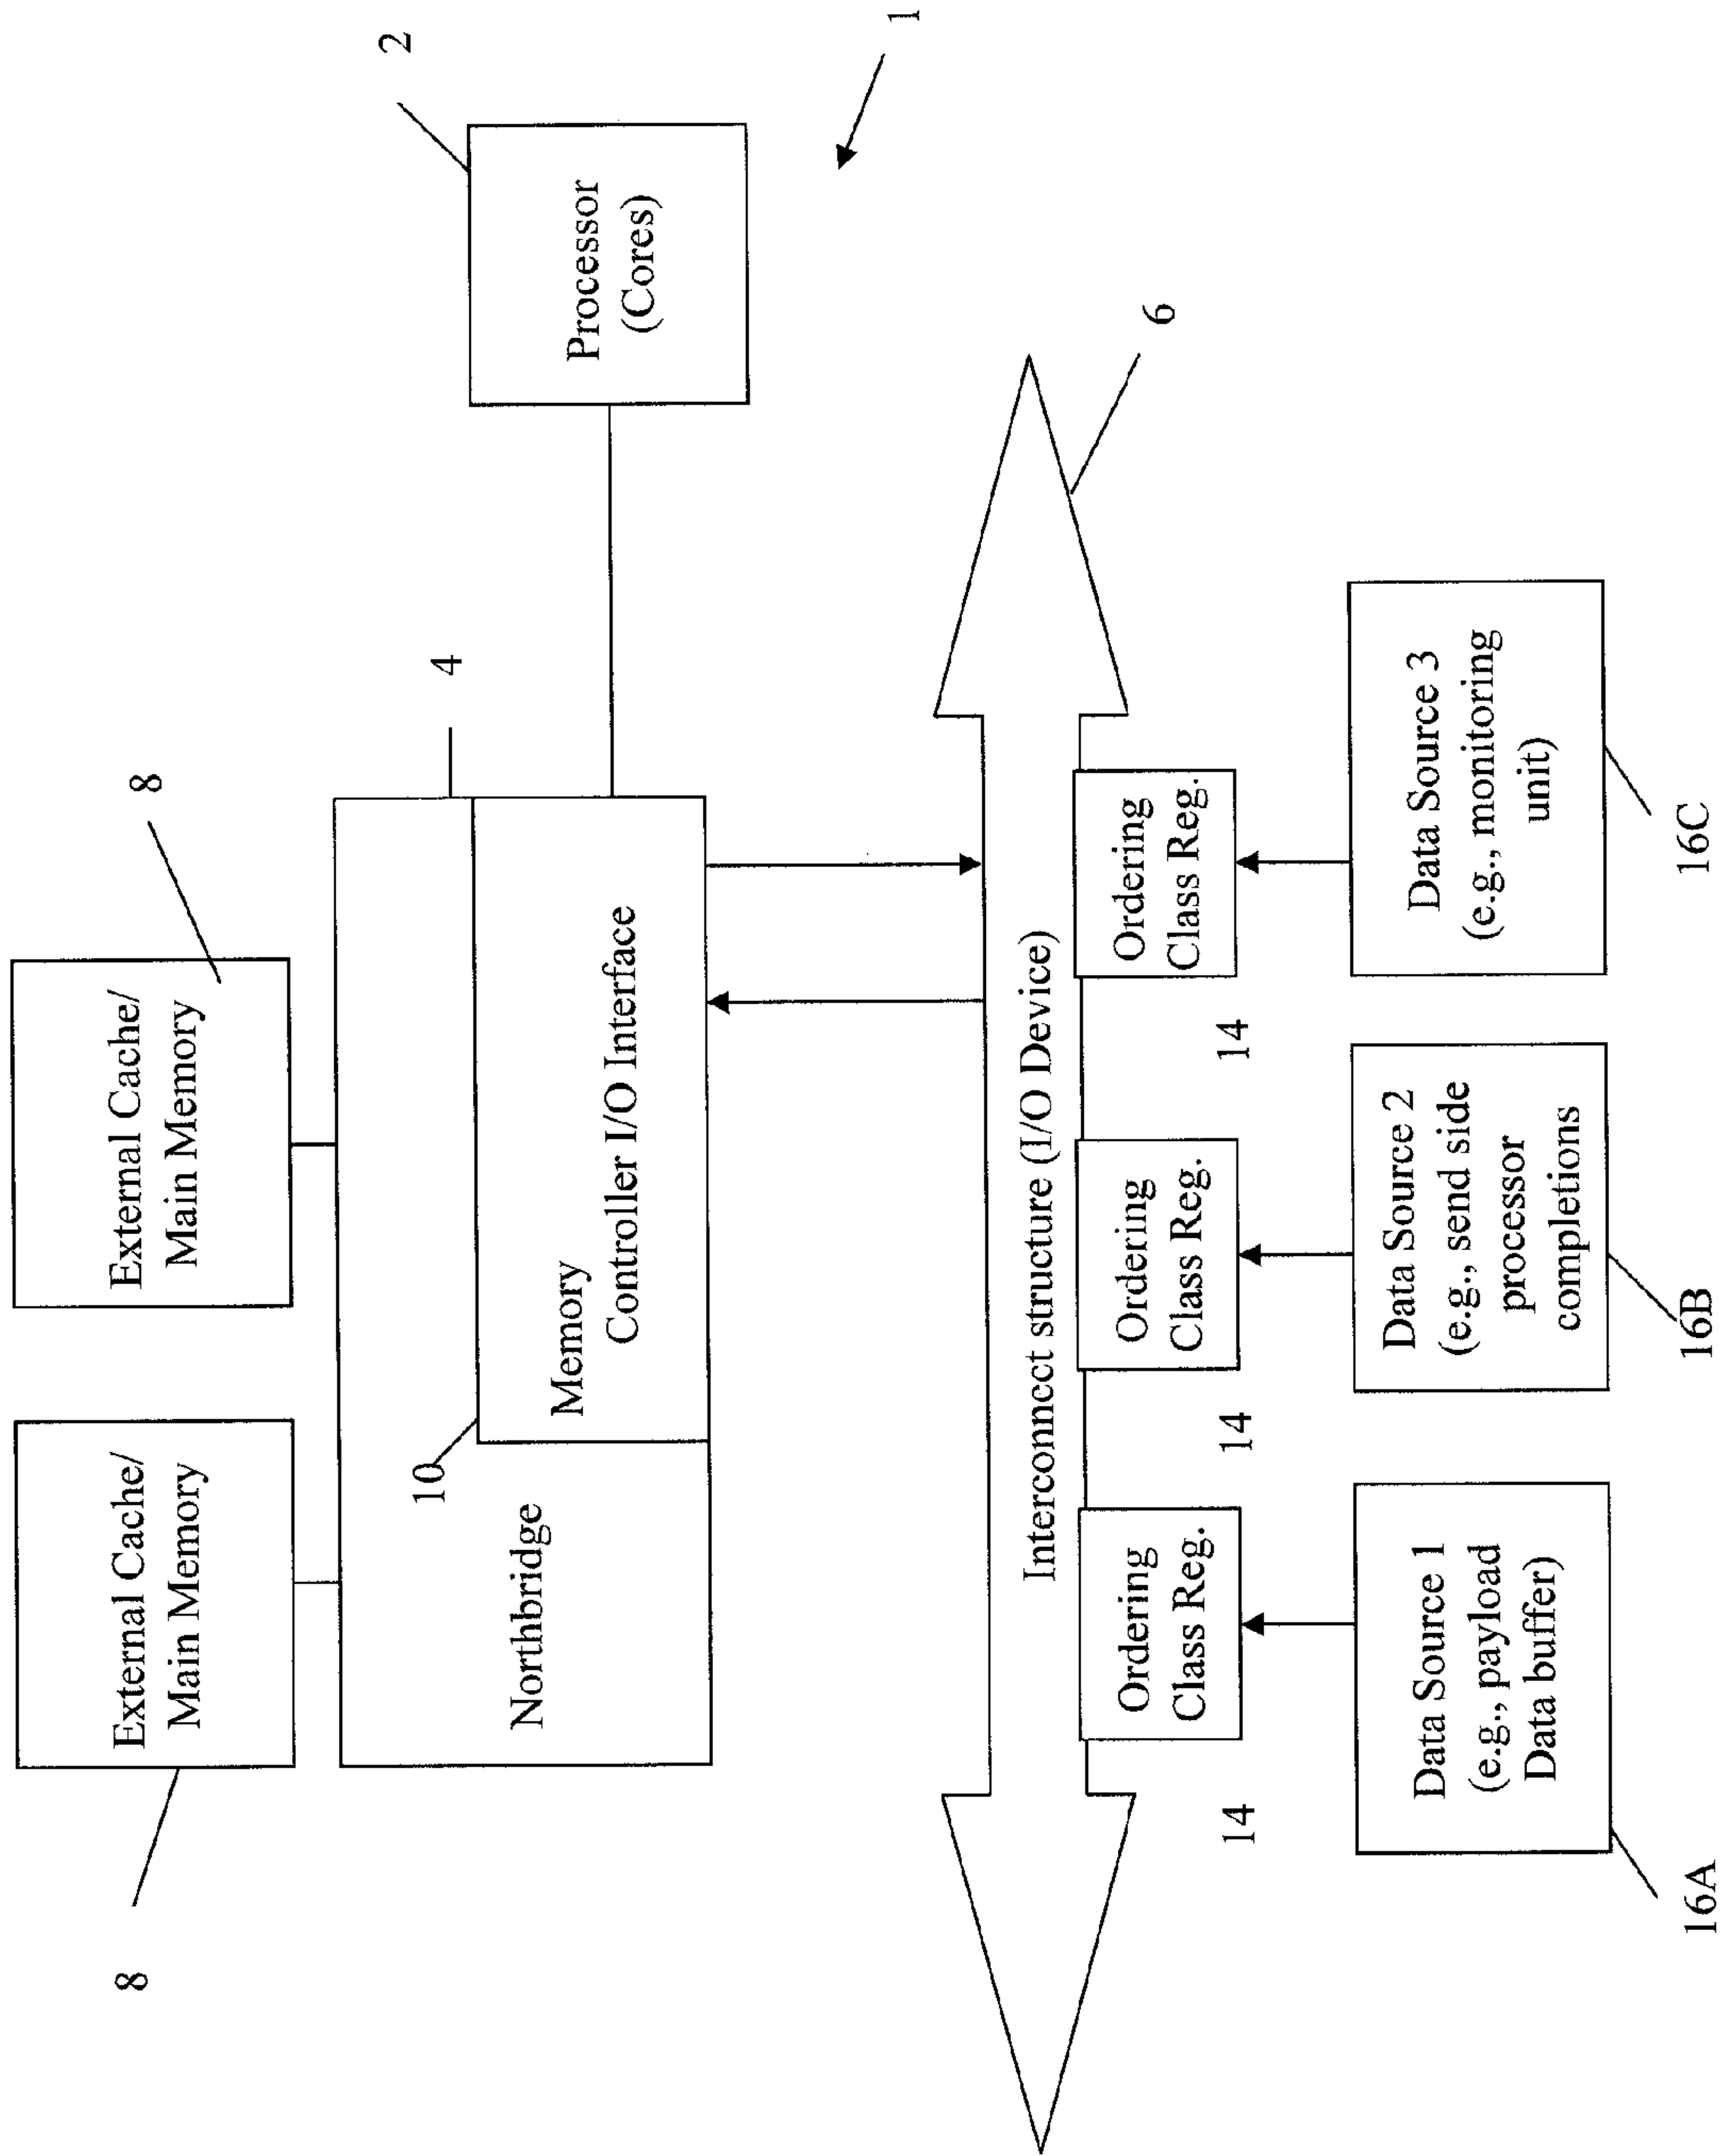 8
External Cache/
Main Memory
External Cache/
Main Memory
8
4
2
10
Northbridge
Memory
Controller I/O Interface
Processor
(Cores)
1
6
Interconnect structure (I/O Device)
Ordering
Class Reg.
Ordering
Class Reg.
Ordering
Class Reg.
14
14
14
Data Source 1
(e.g., payload
Data buffer)
Data Source 2
(e.g., send side
processor
completions
Data Source 3
(e.g., monitoring
unit)
16A
16B
16C